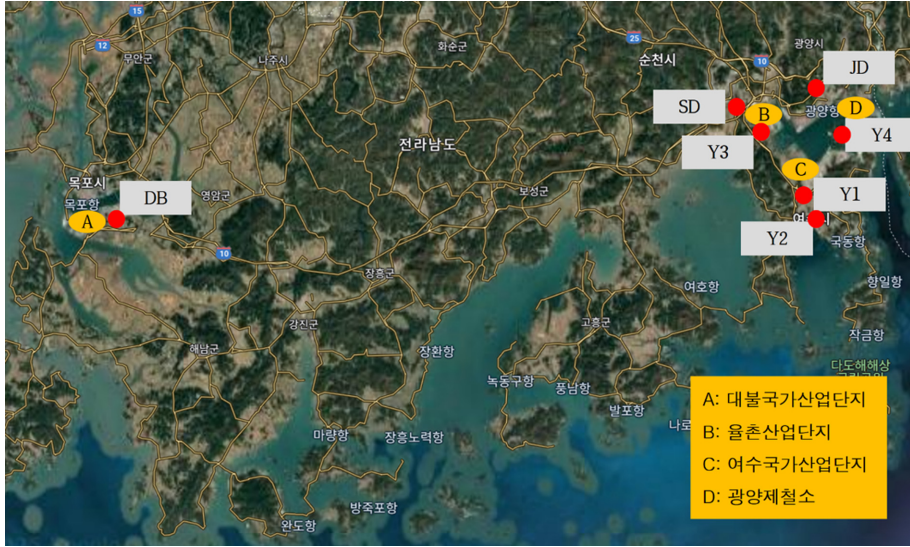 15
12
무안군
나주시
화순군
25
순천시
광양시
10
JD
SD
B
광양항
D
Y3
Y4
전라남도
C
목포시
목포항
DB
영암군
보성군
Y1
A
Y2
국동항
10
장흥군
여호항
향일항
강진군
고흥군
해남군
장환항
작금항
녹동구항
풍남항
다도해해상
발포항
나로
마량항
장흥노력항
방죽포항
완도항
A: 대불국가산업단지
B: 율촌산업단지
C: 여수국가산업단지
D: 광양제철소